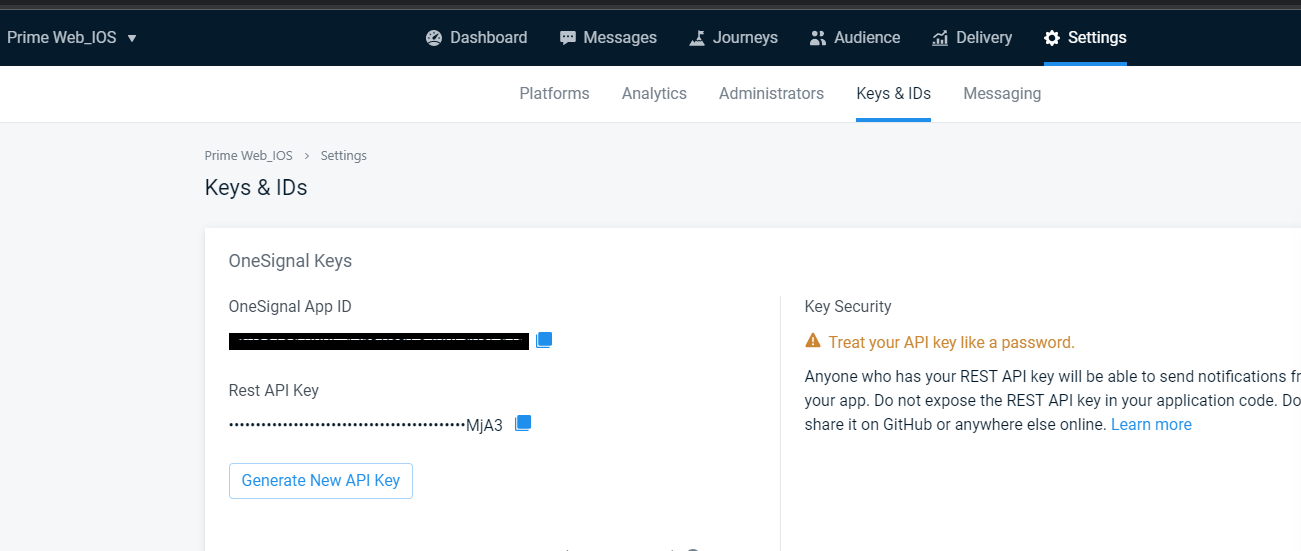 Prime Web_IOS
Dashboard
Messages
Journeys
Audience
Delivery
Settings
Platforms
Analytics
Administrators
Keys & IDs
Messaging
Prime Web_IOS › Settings
Keys & IDs
OneSignal Keys
OneSignal App ID
Rest API Key
••••••••••••••••••••••••••••••••••••••••••••MjA3
Generate New API Key
Key Security
Treat your API key like a password.
Anyone who has your REST API key will be able to send notifications
your app. Do not expose the REST API key in your application code. Do
share it on GitHub or anywhere else online. Learn more